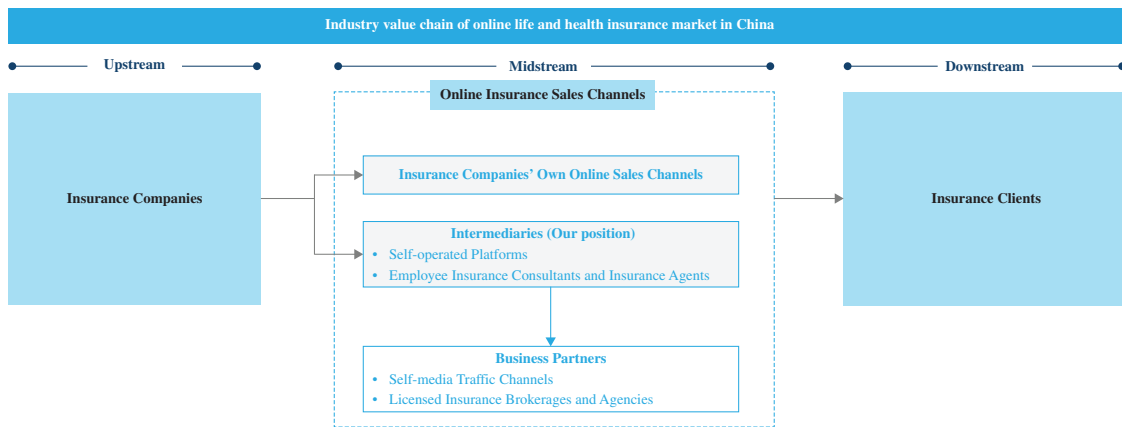 Industry value chain of online life and health insurance market in China
Upstream
Midstream
Downstream
Online Insurance Sales Channels
Insurance Companies
Insurance Companies’ Own Online Sales Channels
Intermediaries (Our position)
• Self-operated Platforms
• Employee Insurance Consultants and Insurance Agents
Business Partners
• Self-media Traffic Channels
• Licensed Insurance Brokerages and Agencies
Insurance Clients